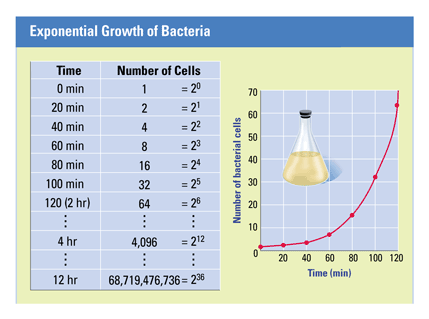 Exponential Growth of Bacteria
Time Number of Cells
0 min 1 = 2⁰
20 min 2 = 2¹
40 min 4 = 2²
60 min 8 = 2³
80 min 16 = 2⁴
100 min 32 = 2⁵
120 (2 hr) 64 = 2⁶
⋮ ⋮ ⋮
4 hr 4,096 = 2¹²
⋮ ⋮ ⋮
12 hr 68,719,476,736 = 2³⁶
Number of bacterial cells
70
60
50
40
30
20
10
0
20 40 60 80 100 120
Time (min)